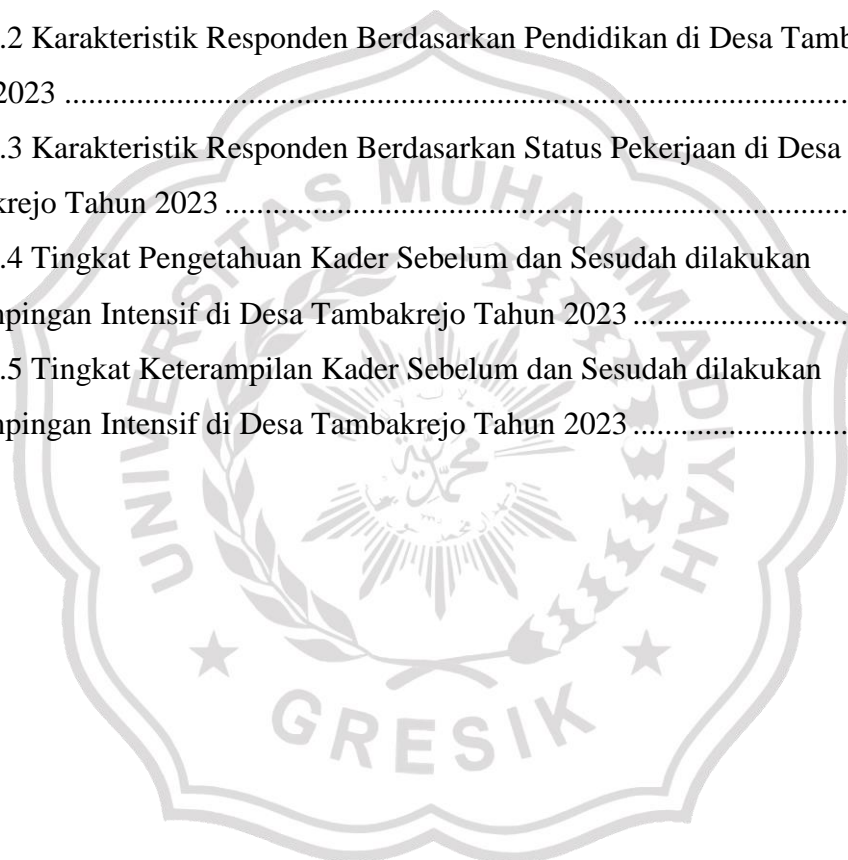 .2 Karakteristik Responden Berdasarkan Pendidikan di Desa Tamb
2023 ....................................................................................................
.3 Karakteristik Responden Berdasarkan Status Pekerjaan di Desa
krejo Tahun 2023 ................................................................................
.4 Tingkat Pengetahuan Kader Sebelum dan Sesudah dilakukan
npingan Intensif di Desa Tambakrejo Tahun 2023 ...........................
.5 Tingkat Keterampilan Kader Sebelum dan Sesudah dilakukan
npingan Intensif di Desa Tambakrejo Tahun 2023 ...........................
UNIVERSITAS MUHAMMADIYAH
GRESIK